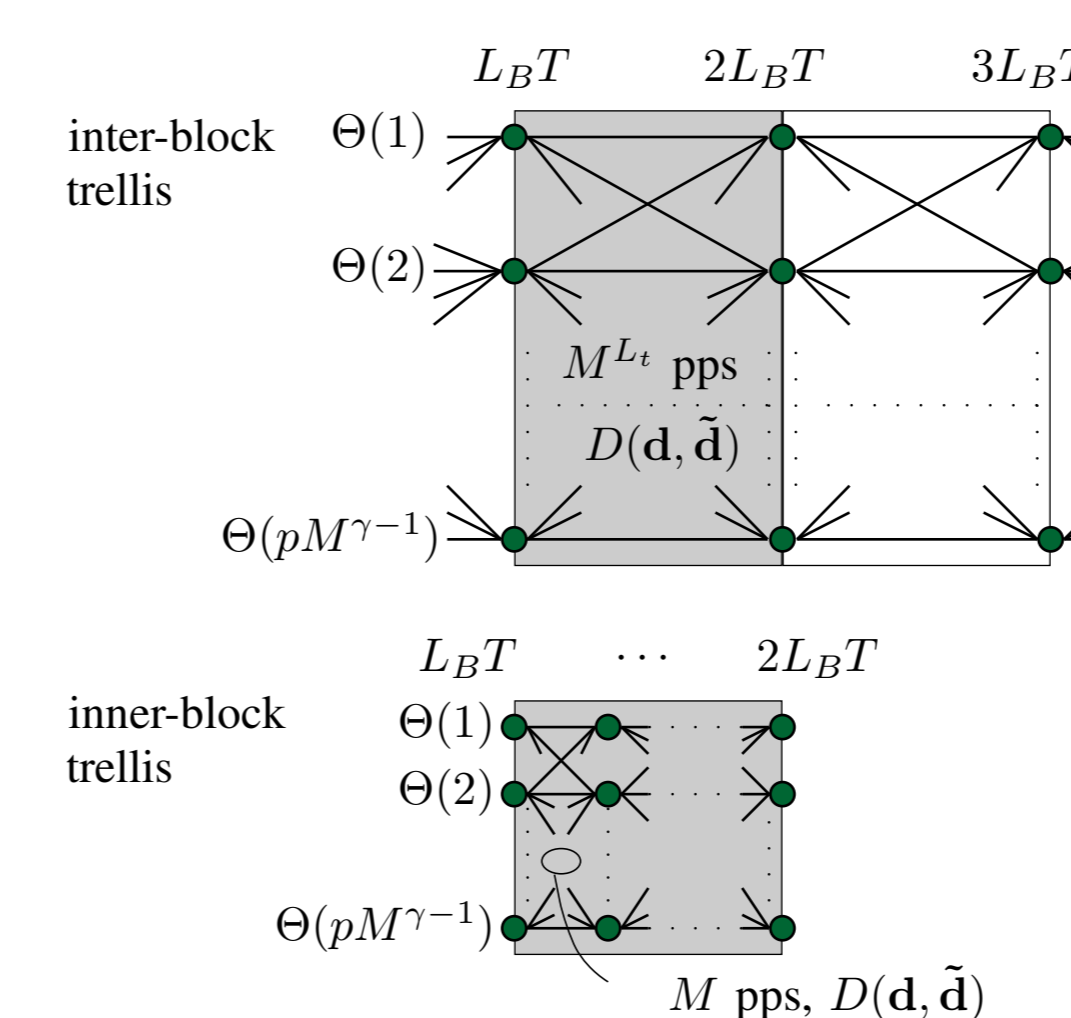 L_B T 2L_B T 3L_B T
inter-block
trellis
Θ(1)
Θ(2)
M^{L_t} pps
D(d, d̃)
Θ(pM^{γ−1})
L_B T ··· 2L_B T
inner-block
trellis
Θ(1)
Θ(2)
Θ(pM^{γ−1})
M pps, D(d, d̃)